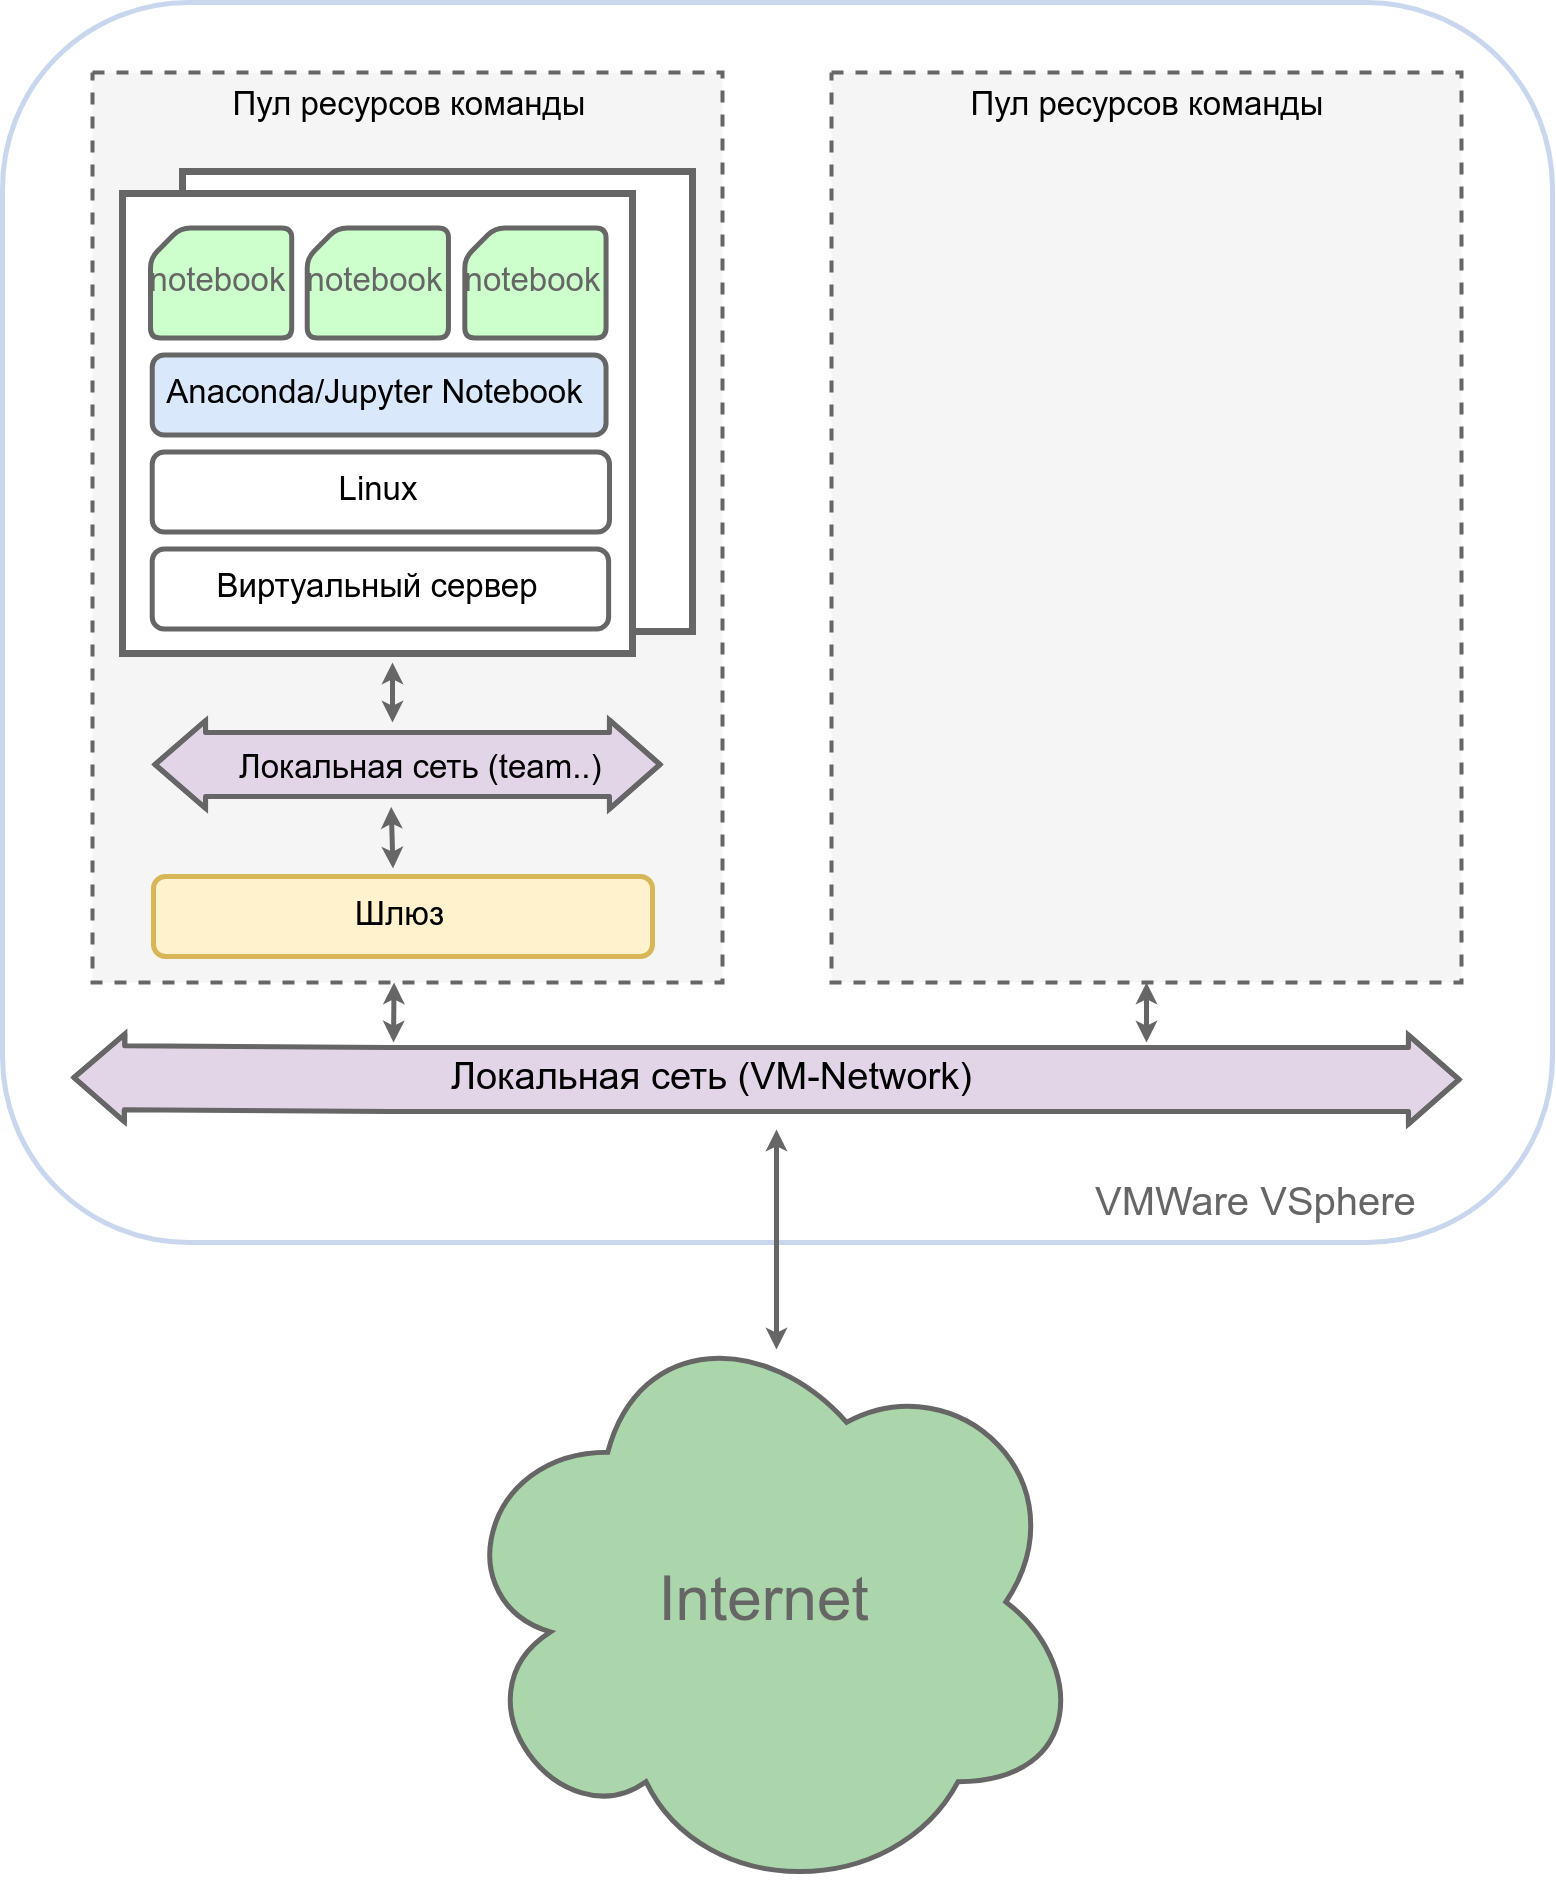 Пул ресурсов команды
Пул ресурсов команды
notebook
notebook
notebook
Anaconda/Jupyter Notebook
Linux
Виртуальный сервер
Локальная сеть (team..)
Шлюз
Локальная сеть (VM-Network)
VMWare VSphere
Internet